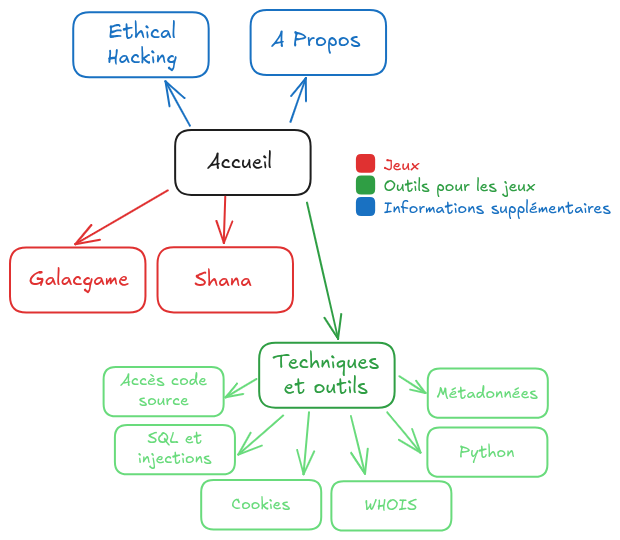 Ethical
Hacking
A Propos
Accueil
Jeux
Outils pour les jeux
Informations supplémentaires
Galacgame
Shana
Techniques
et outils
Accès code
source
Métadonnées
SQL et
injections
Python
Cookies
WHOIS